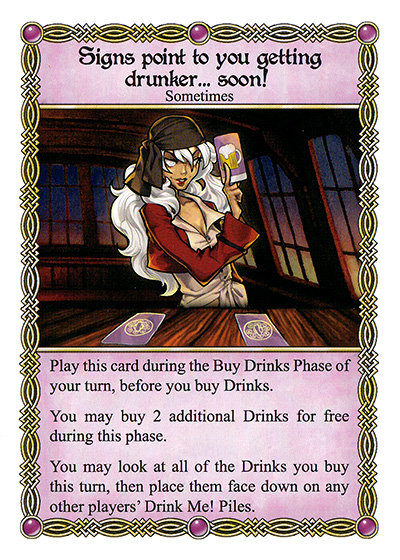 Signs point to you getting
drunker... soon!
Sometimes
Play this card during the Buy Drinks Phase of
your turn, before you buy Drinks.
You may buy 2 additional Drinks for free
during this phase.
You may look at all of the Drinks you buy
this turn, then place them face down on any
other players’ Drink Me! Piles.